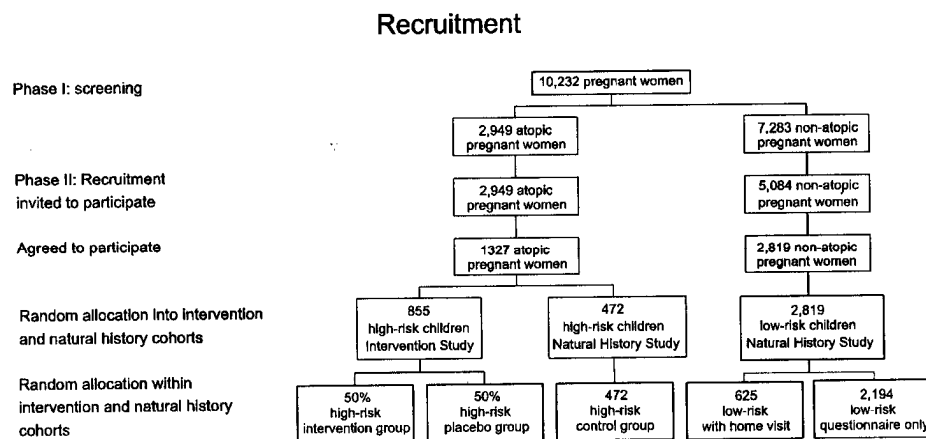 Recruitment
Phase I: screening
10,232 pregnant women
2,949 atopic
pregnant women
7,283 non-atopic
pregnant women
Phase II: Recruitment
invited to participate
2,949 atopic
pregnant women
5,084 non-atopic
pregnant women
Agreed to participate
1327 atopic
pregnant women
2,819 non-atopic
pregnant women
Random allocation into intervention
and natural history cohorts
855
high-risk children
Intervention Study
472
high-risk children
Natural History Study
2,819
low-risk children
Natural History Study
Random allocation within
intervention and natural history
cohorts
50%
high-risk
intervention group
50%
high-risk
placebo group
472
high-risk
control group
625
low-risk
with home visit
2,194
low-risk
questionnaire only